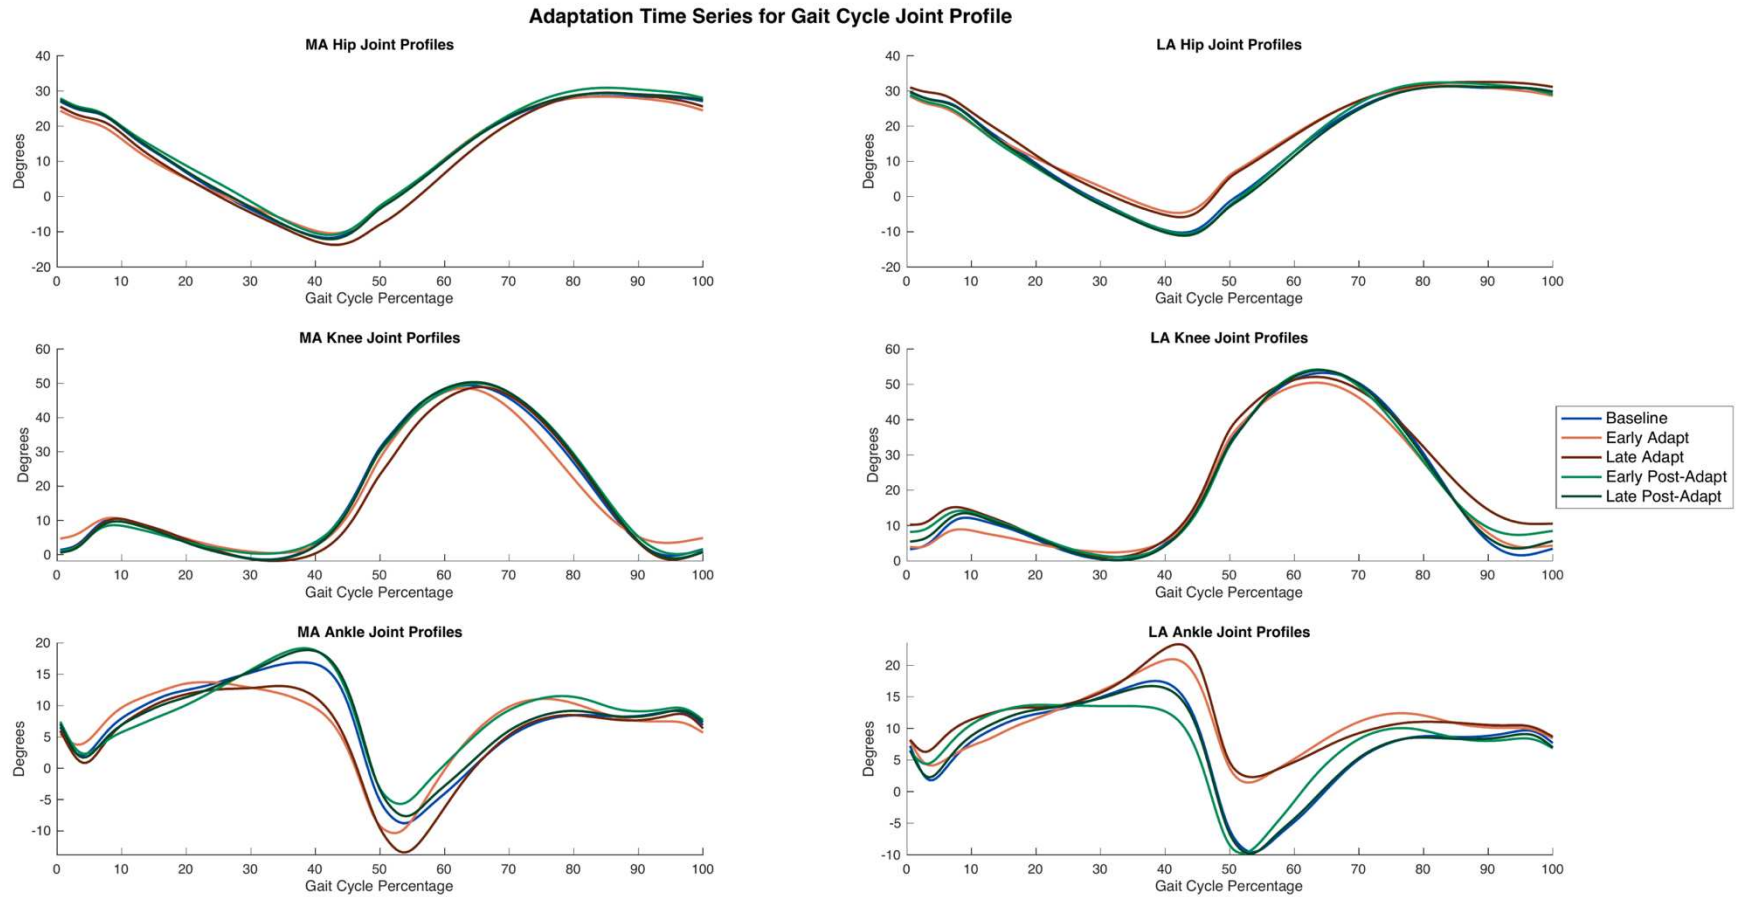 Adaptation Time Series for Gait Cycle Joint Profile
MA Hip Joint Profiles
40
30
20
10
0
-10
-20
Degrees
0 10 20 30 40 50 60 70 80 90 100
Gait Cycle Percentage
LA Hip Joint Profiles
40
30
20
10
0
-10
-20
Degrees
0 10 20 30 40 50 60 70 80 90 100
Gait Cycle Percentage
MA Knee Joint Porfiles
60
50
40
30
20
10
0
Degrees
0 10 20 30 40 50 60 70 80 90 100
Gait Cycle Percentage
LA Knee Joint Profiles
60
50
40
30
20
10
0
Degrees
0 10 20 30 40 50 60 70 80 90 100
Gait Cycle Percentage
Baseline
Early Adapt
Late Adapt
Early Post-Adapt
Late Post-Adapt
MA Ankle Joint Profiles
20
15
10
5
0
-5
-10
Degrees
0 10 20 30 40 50 60 70 80 90 100
Gait Cycle Percentage
LA Ankle Joint Profiles
20
15
10
5
0
-5
-10
Degrees
0 10 20 30 40 50 60 70 80 90 100
Gait Cycle Percentage